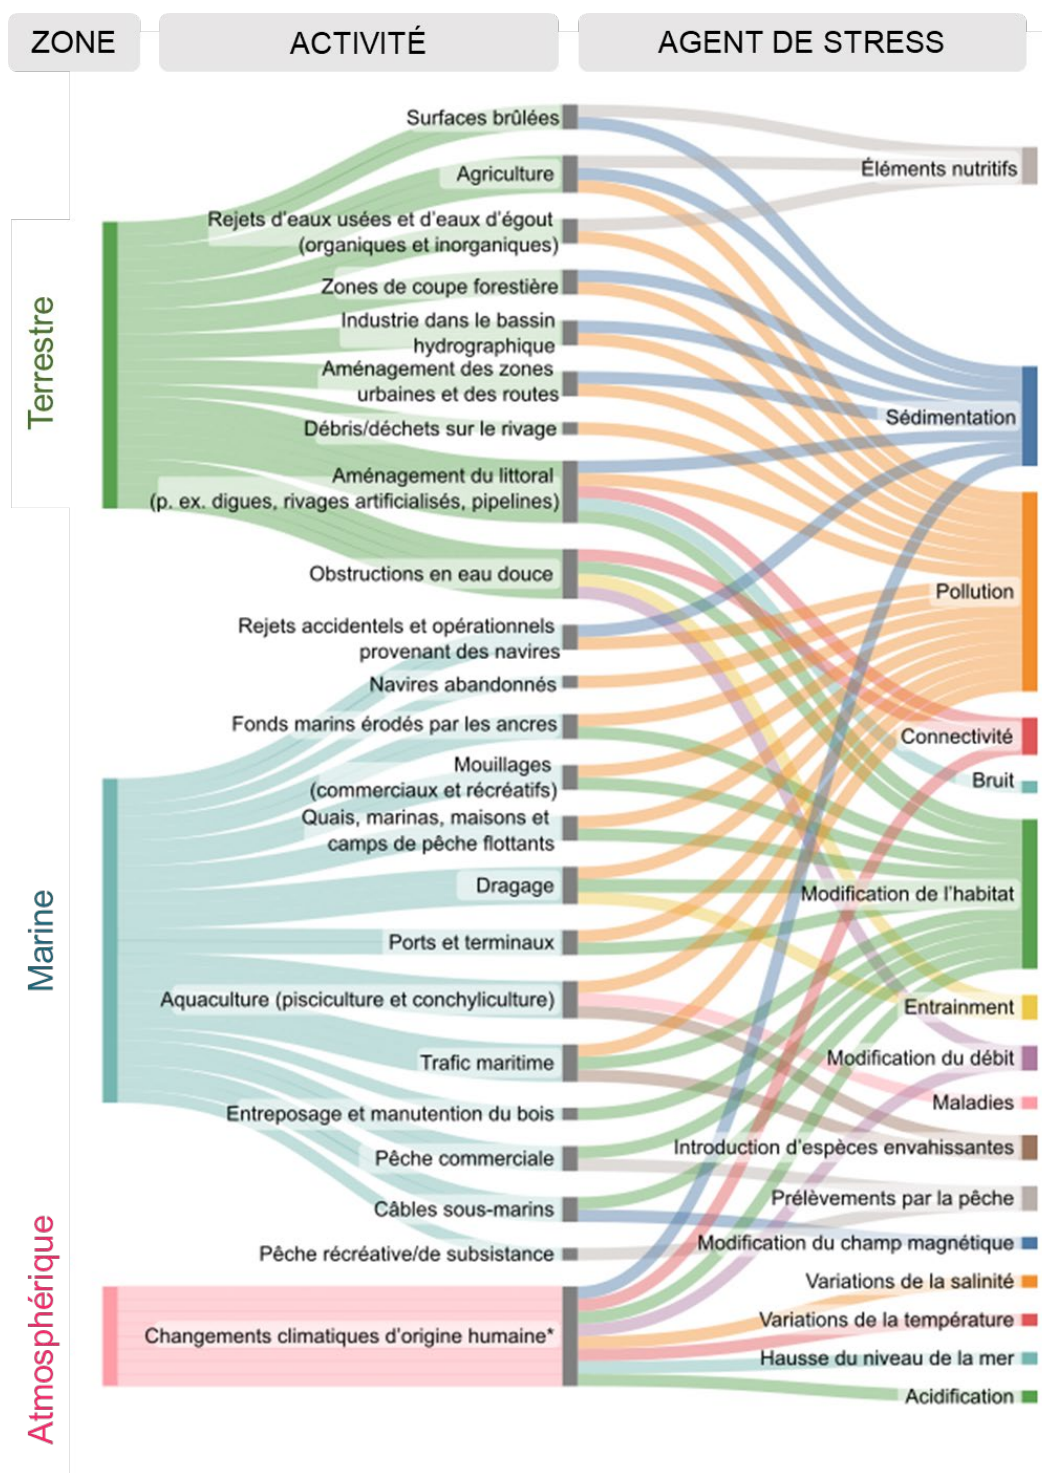 ZONE
ACTIVITÉ
AGENT DE STRESS
Terrestre
Marine
Atmosphérique
Surfaces brûlées
Agriculture
Rejets d'eaux usées et d'eaux d'égout
(organiques et inorganiques)
Zones de coupe forestière
Industrie dans le bassin
hydrographique
Aménagement des zones
urbaines et des routes
Débris/déchets sur le rivage
Aménagement du littoral
(p. ex. digues, rivages artificialisés, pipelines)
Obstructions en eau douce
Rejets accidentels et opérationnels
provenant des navires
Navires abandonnés
Fonds marins érodés par les ancres
Mouillages
(commerciaux et récréatifs)
Quais, marinas, maisons et
camps de pêche flottants
Dragage
Ports et terminaux
Aquaculture (pisciculture et conchyliculture)
Trafic maritime
Entreposage et manutention du bois
Pêche commerciale
Câbles sous-marins
Pêche récréative/de subsistance
Changements climatiques d'origine humaine*
Éléments nutritifs
Sédimentation
Pollution
Connectivité
Bruit
Modification de l'habitat
Entrainment
Modification du débit
Maladies
Introduction d'espèces envahissantes
Prélèvements par la pêche
Modification du champ magnétique
Variations de la salinité
Variations de la température
Hausse du niveau de la mer
Acidification